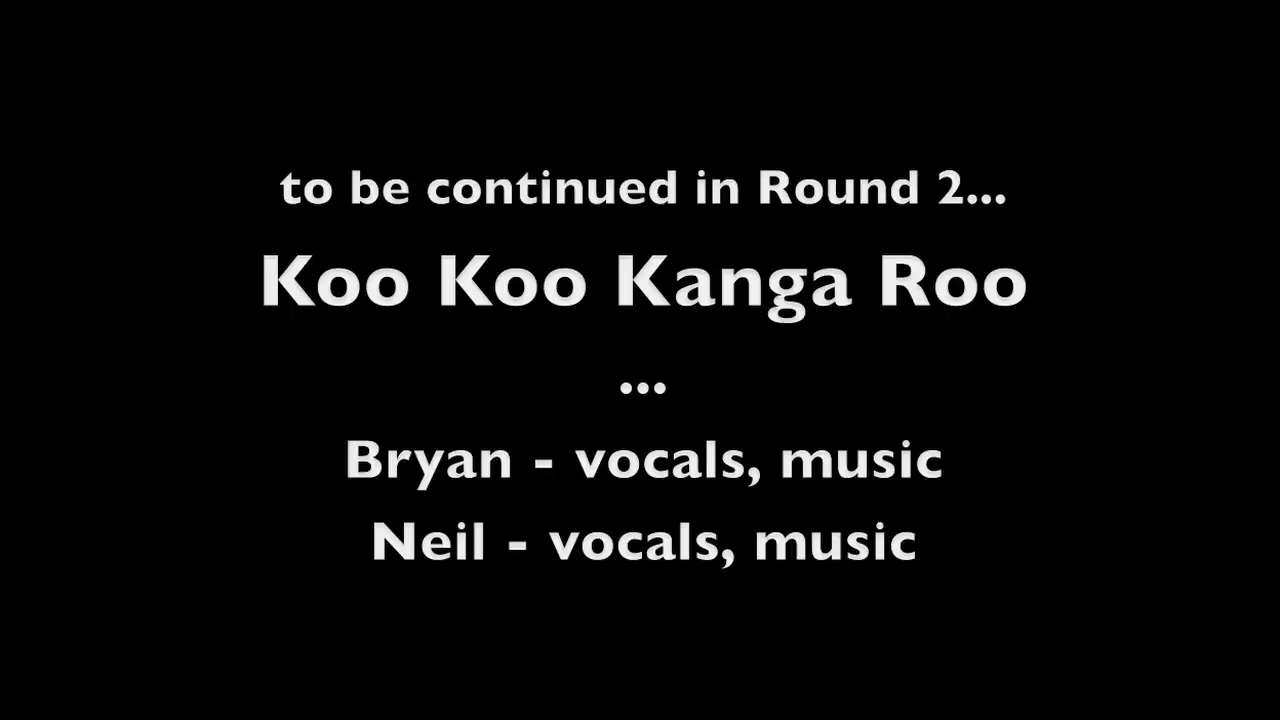 to be continued in Round 2...
Koo Koo Kanga Roo
...
Bryan - vocals, music
Neil - vocals, music